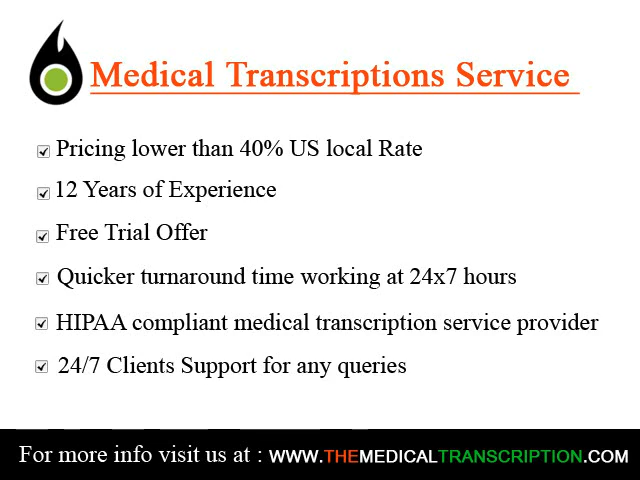 Medical Transcriptions Service
Pricing lower than 40% US local Rate
12 Years of Experience
Free Trial Offer
Quicker turnaround time working at 24x7 hours
HIPAA compliant medical transcription service provider
24/7 Clients Support for any queries
For more info visit us at : WWW.THEMEDICALTRANSCRIPTION.COM